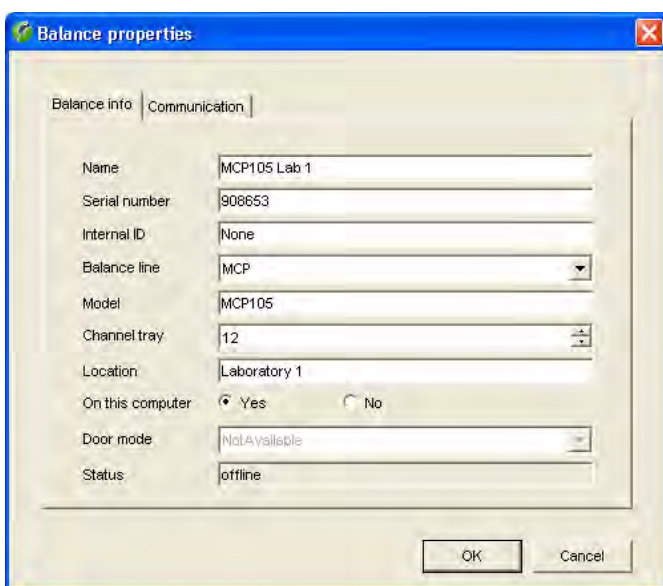 Balance properties
Balance info Communication
Name MCP105 Lab 1
Serial number 908653
Internal ID None
Balance line MCP
Model MCP105
Channel tray 12
Location Laboratory 1
On this computer Yes No
Door mode NotAvailable
Status offline
OK Cancel